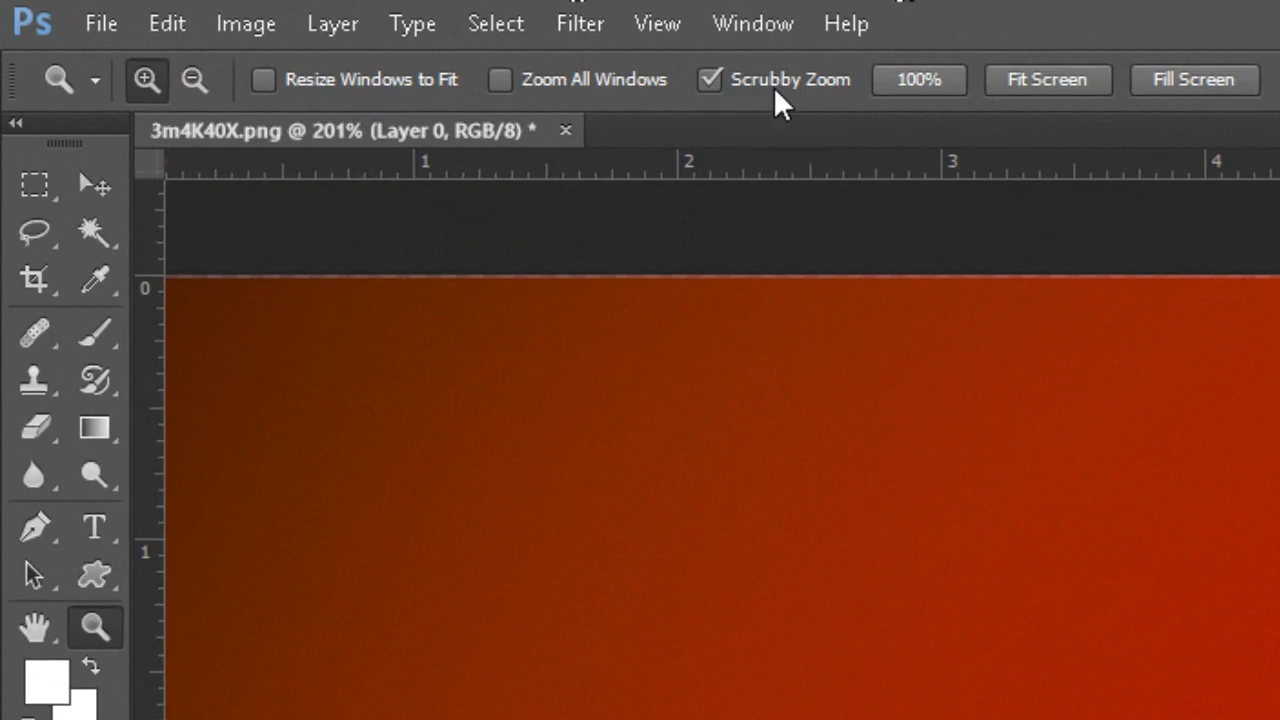 Ps File Edit Image Layer Type Select Filter View Window Help
Resize Windows to Fit Zoom All Windows Scrubby Zoom 100% Fit Screen Fill Screen
3m4K40X.png @ 201% (Layer 0, RGB/8) * ×
1 2 3 4
0
T
1